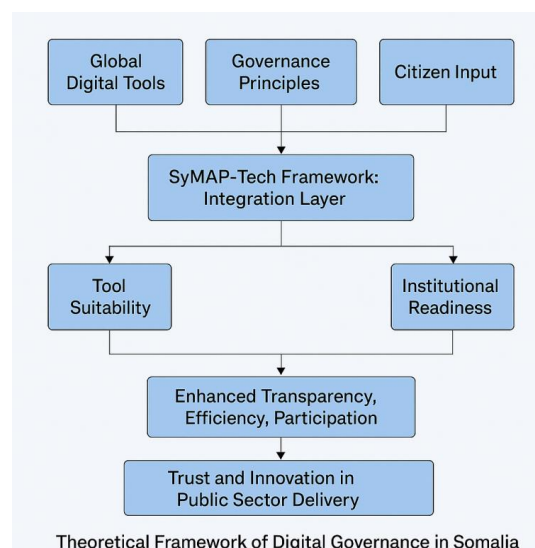 Global
Digital Tools
Governance
Principles
Citizen Input
SyMAP-Tech Framework:
Integration Layer
Tool
Suitability
Institutional
Readiness
Enhanced Transparency,
Efficiency, Participation
Trust and Innovation in
Public Sector Delivery
Theoretical Framework of Digital Governance in Somalia